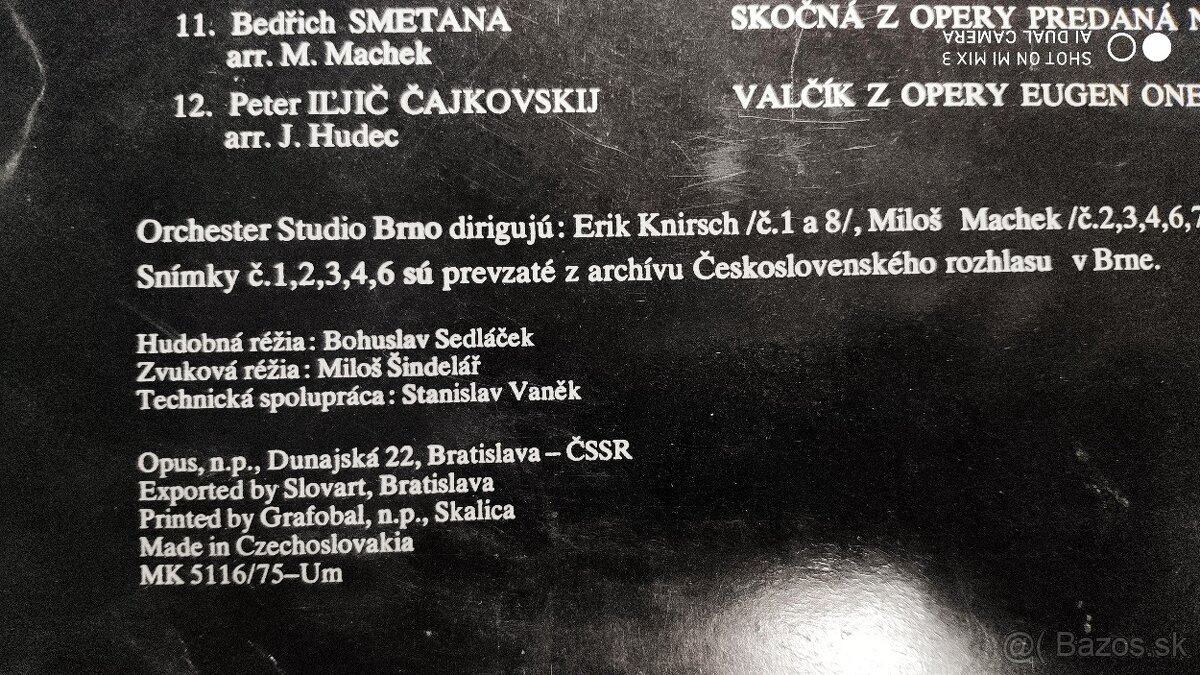 11. Bedřich SMETANA SKOČNÁ Z OPERY PREDANÁ
arr. M. Machek
12. Peter IĽJIČ ČAJKOVSKIJ VALČÍK Z OPERY EUGEN ONE
arr. J. Hudec
Orchester Studio Brno dirigujú: Erik Knirsch /č.1 a 8/, Miloš Machek /č.2,3,4,6,7
Snímky č.1,2,3,4,6 sú prevzaté z archívu Československého rozhlasu v Brne.
Hudobná réžia: Bohuslav Sedláček
Zvuková réžia: Miloš Šindelář
Technická spolupráca: Stanislav Vaněk
Opus, n.p., Dunajská 22, Bratislava – ČSSR
Exported by Slovart, Bratislava
Printed by Grafobal, n.p., Skalica
Made in Czechoslovakia
MK 5116/75–Um
SHOT ON MI MIX 3
AI DUAL CAMERA
Bazos.sk